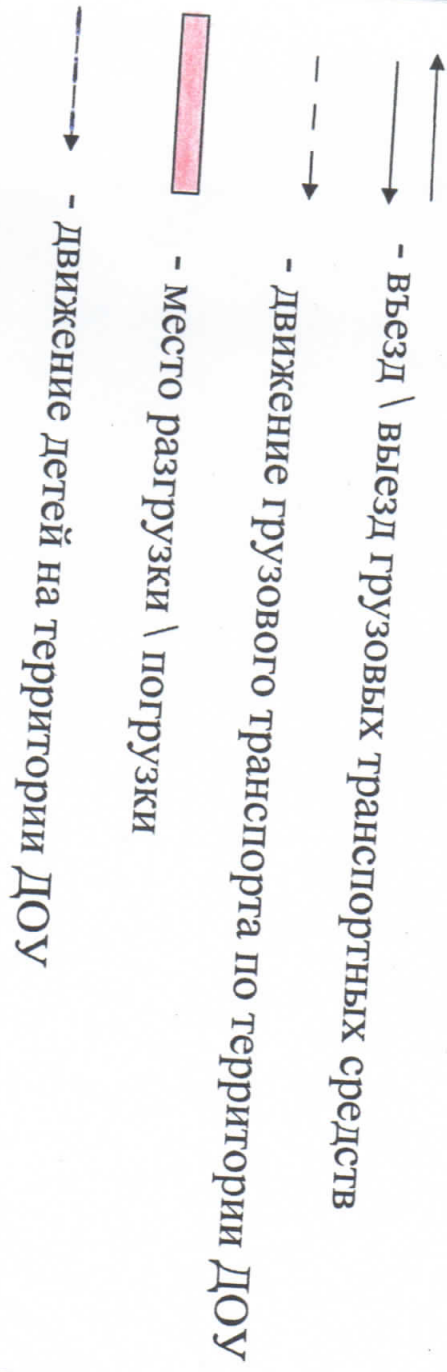 - въезд \ выезд грузовых транспортных средств
- движение грузового транспорта по территории ДОУ
- место разгрузки \ погрузки
- движение детей на территории ДОУ